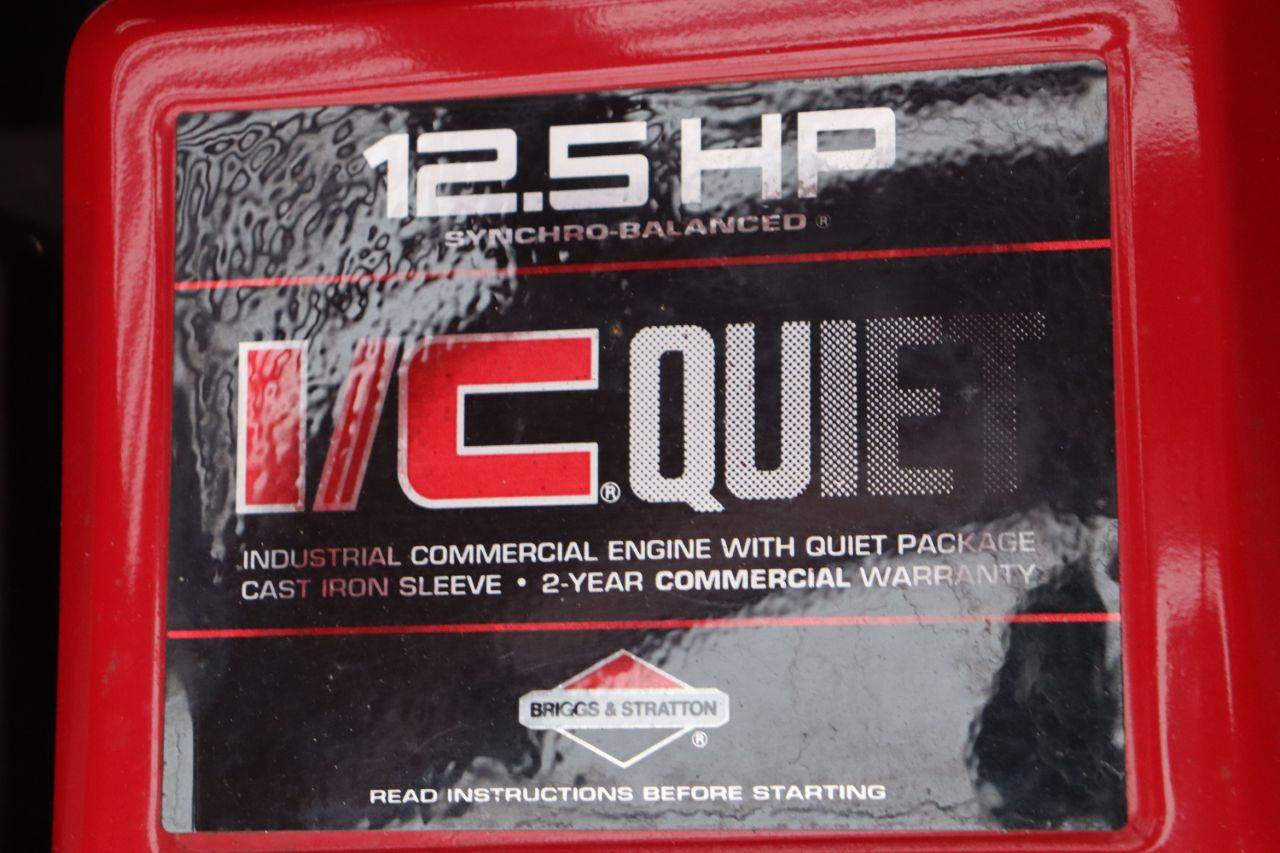 12.5 HP
SYNCHRO-BALANCED ®
I/C® QUIET
INDUSTRIAL COMMERCIAL ENGINE WITH QUIET PACKAGE
CAST IRON SLEEVE • 2-YEAR COMMERCIAL WARRANTY
BRIGGS & STRATTON
®
READ INSTRUCTIONS BEFORE STARTING